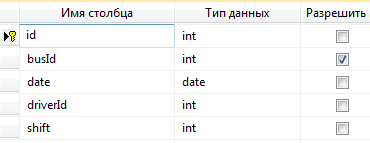 Имя столбца Тип данных Разрешить
id int
busId int
date date
driverId int
shift int